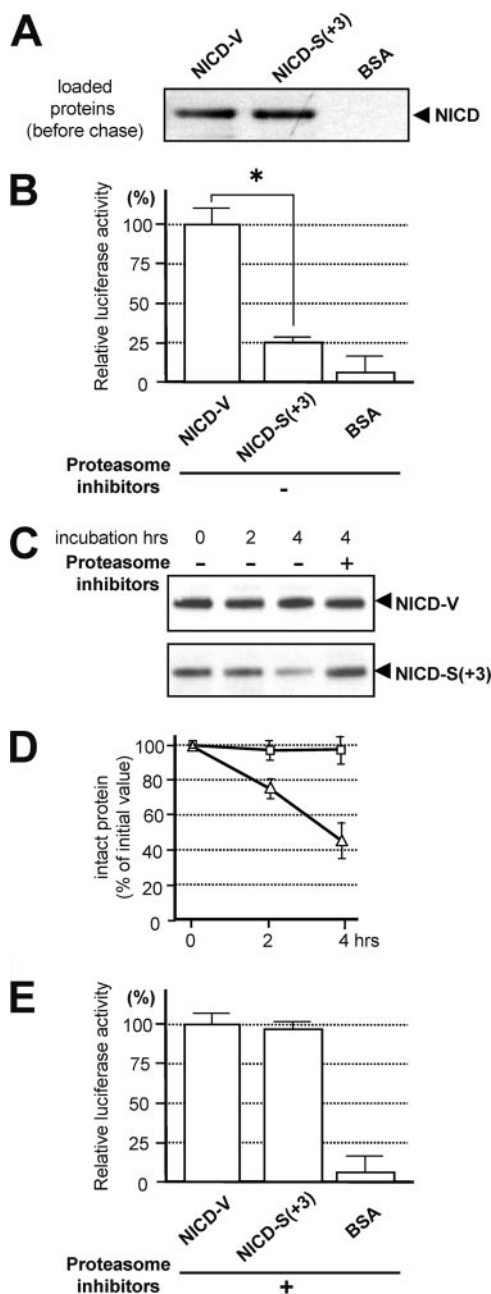 A
NICD-V
NICD-S(+3)
BSA
loaded
proteins
(before chase)
◄ NICD
B
(%)
*
Relative luciferase activity
100
75
50
25
0
NICD-V
NICD-S(+3)
BSA
Proteasome
inhibitors
-
C
incubation hrs 0 2 4 4
Proteasome - - - +
inhibitors
◄ NICD-V
◄ NICD-S(+3)
D
intact protein
(% of initial value)
100
80
60
40
20
0
0 2 4 hrs
E
(%)
Relative luciferase activity
100
75
50
25
0
NICD-V
NICD-S(+3)
BSA
Proteasome
inhibitors
+